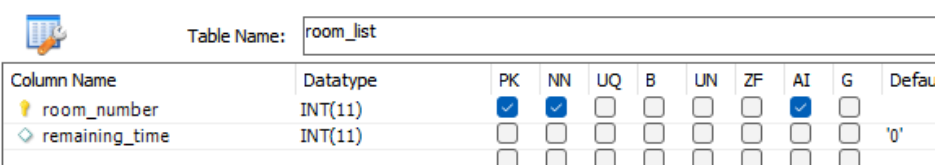 Table Name: room_list
Column Name Datatype PK NN UQ B UN ZF AI G Defau
room_number INT(11)
remaining_time INT(11) '0'